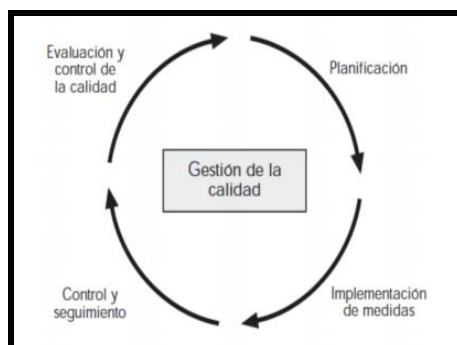 Evaluación y
control de
la calidad
Planificación
Gestión de la
calidad
Control y
seguimiento
Implementación
de medidas